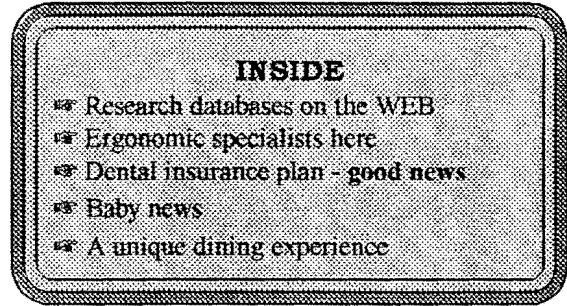 INSIDE
☞ Research databases on the WEB
☞ Ergonomic specialists here
☞ Dental insurance plan - good news
☞ Baby news
☞ A unique dining experience